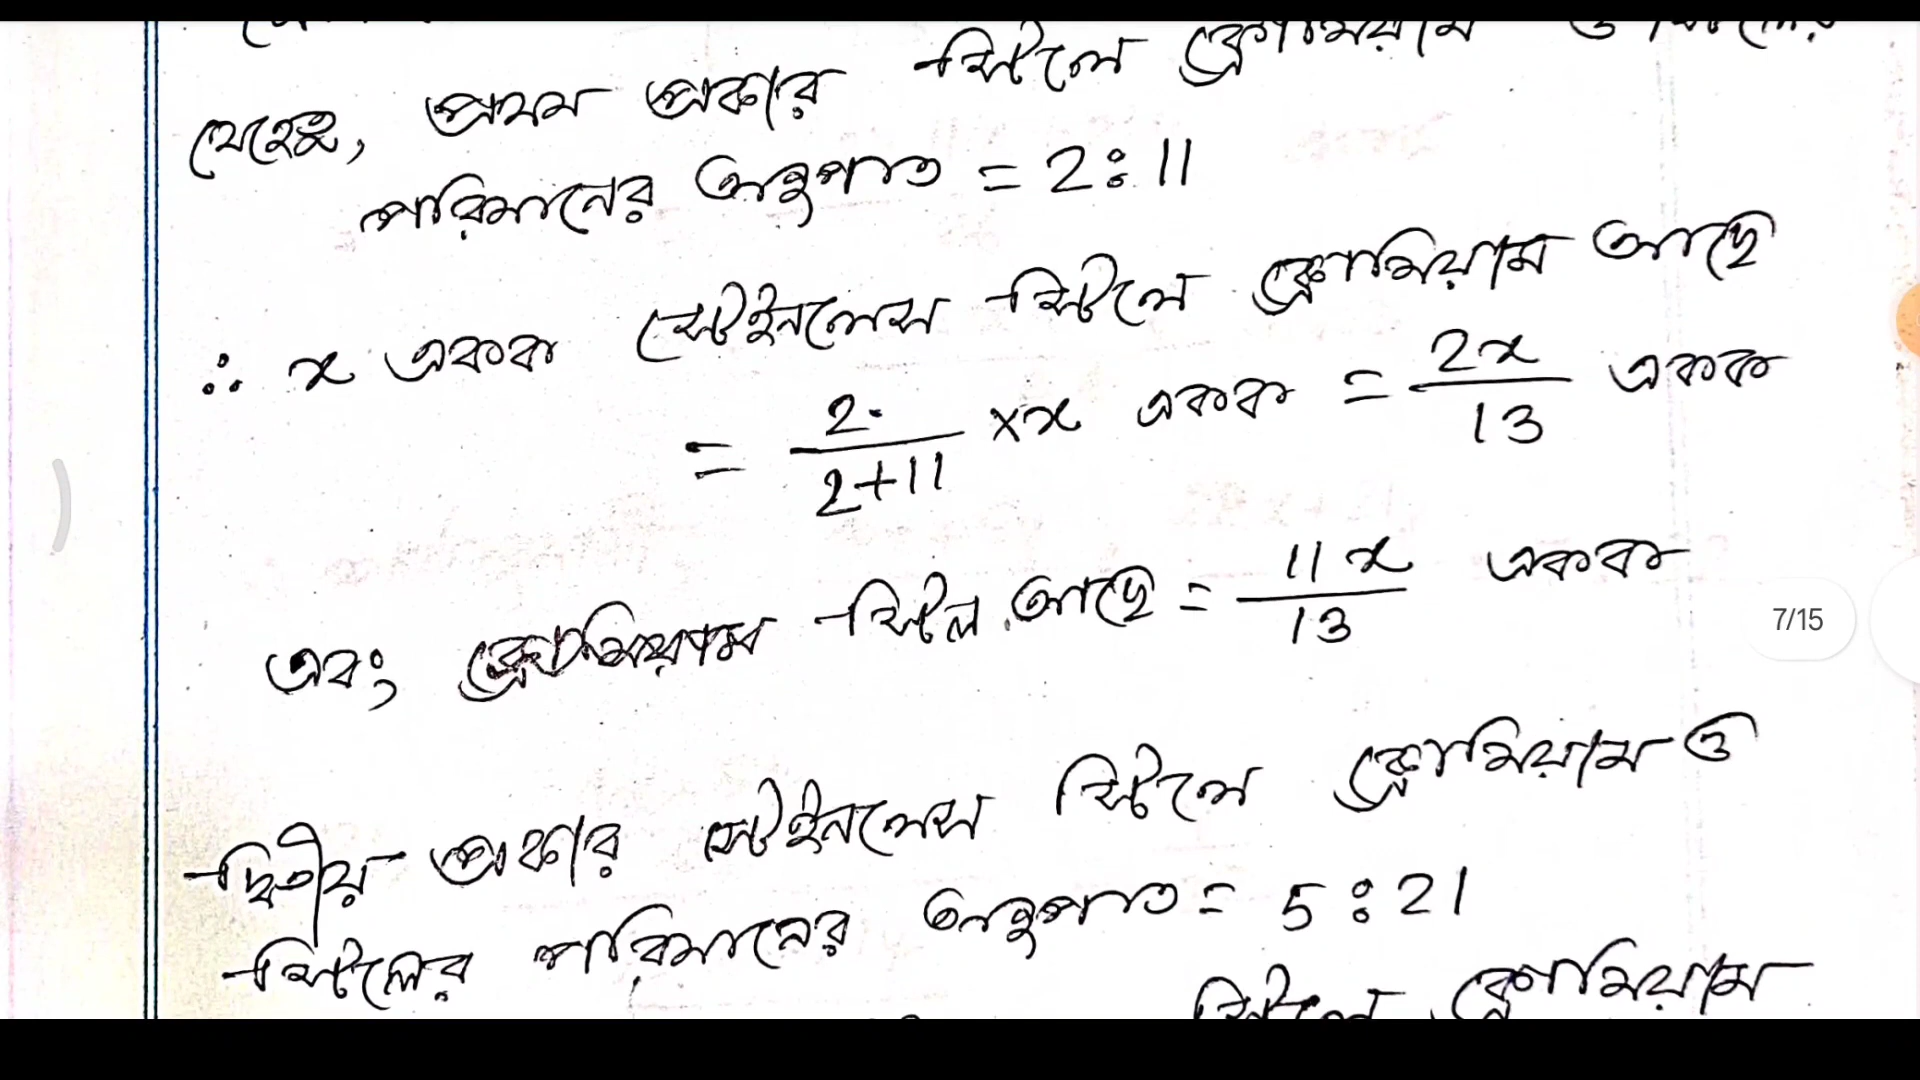 স্টিলে ক্রোমিয়াম ও স্টিলের
যেহেতু, প্রথম প্রকার
পরিমানের অনুপাত = 2:11
∴ x একক স্টেইনলেস স্টিলে ক্রোমিয়াম আছে
= 2/2+11 × x একক = 2x/13 একক
এবং স্টিল আছে = 11x/13 একক
দ্বিতীয় প্রকার স্টেইনলেস স্টিলে ক্রোমিয়াম ও
স্টিলের পরিমানের অনুপাত = 5:21
স্টিলে ক্রোমিয়াম
7/15